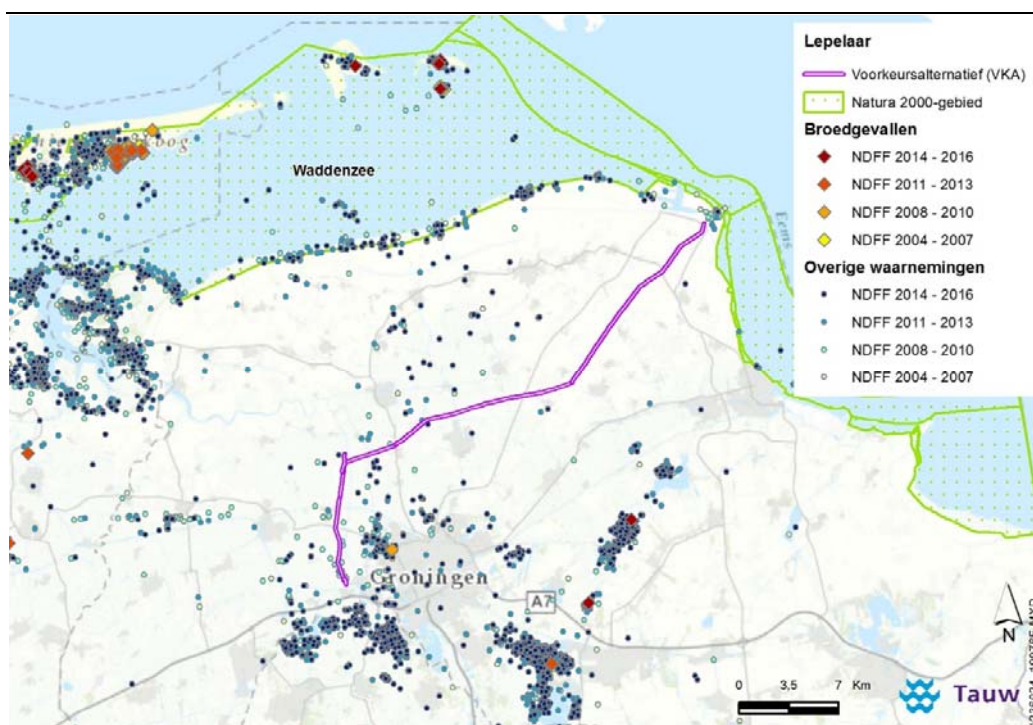 Lepelaar
Voorkeursalternatief (VKA)
Natura 2000-gebied
Broedgevallen
NDFF 2014 - 2016
NDFF 2011 - 2013
NDFF 2008 - 2010
NDFF 2004 - 2007
Overige waarnemingen
NDFF 2014 - 2016
NDFF 2011 - 2013
NDFF 2008 - 2010
NDFF 2004 - 2007
Waddenzee
Eems
Groningen
A7
N
0 3,5 7 Km
Tauw